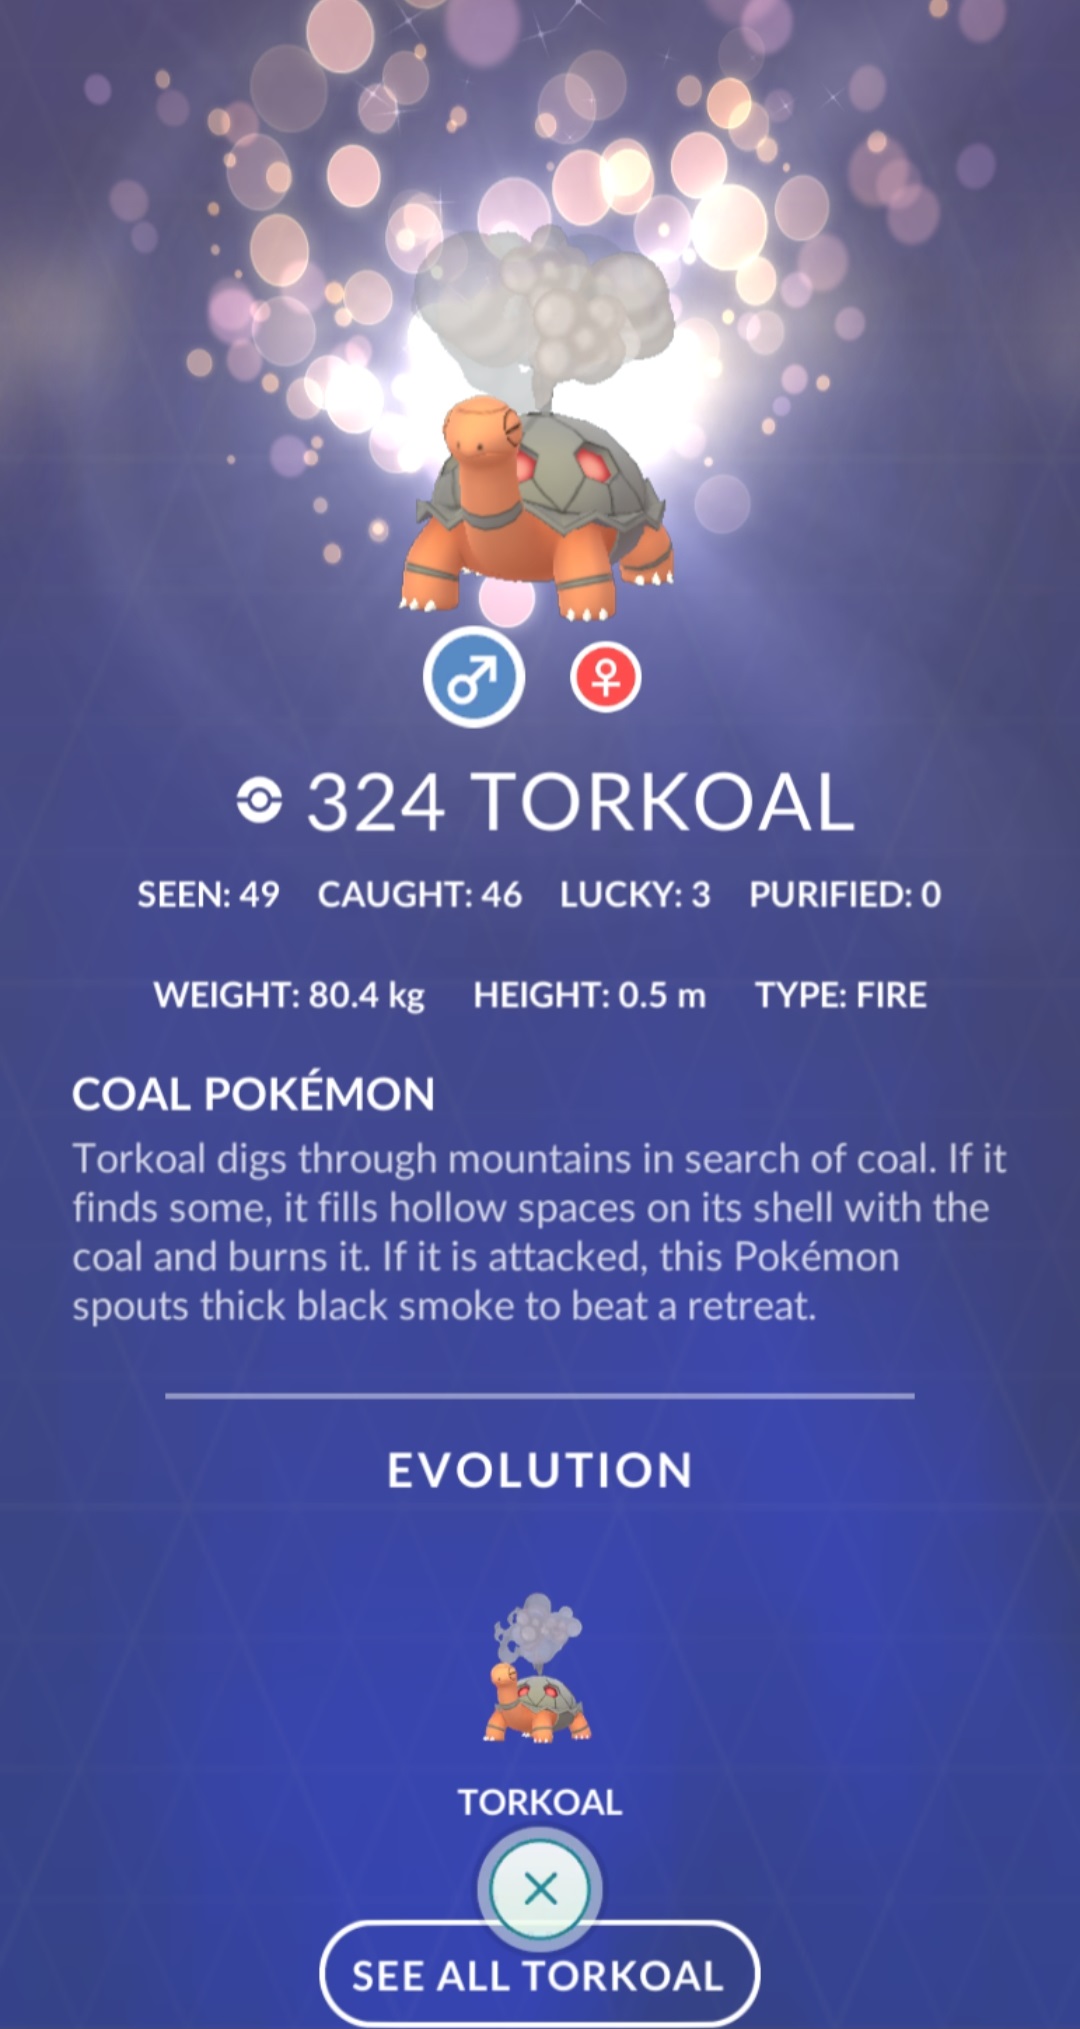 324 TORKOAL
SEEN: 49 CAUGHT: 46 LUCKY: 3 PURIFIED: 0
WEIGHT: 80.4 kg HEIGHT: 0.5 m TYPE: FIRE
COAL POKÉMON
Torkoal digs through mountains in search of coal. If it
finds some, it fills hollow spaces on its shell with the
coal and burns it. If it is attacked, this Pokémon
spouts thick black smoke to beat a retreat.
EVOLUTION
TORKOAL
SEE ALL TORKOAL